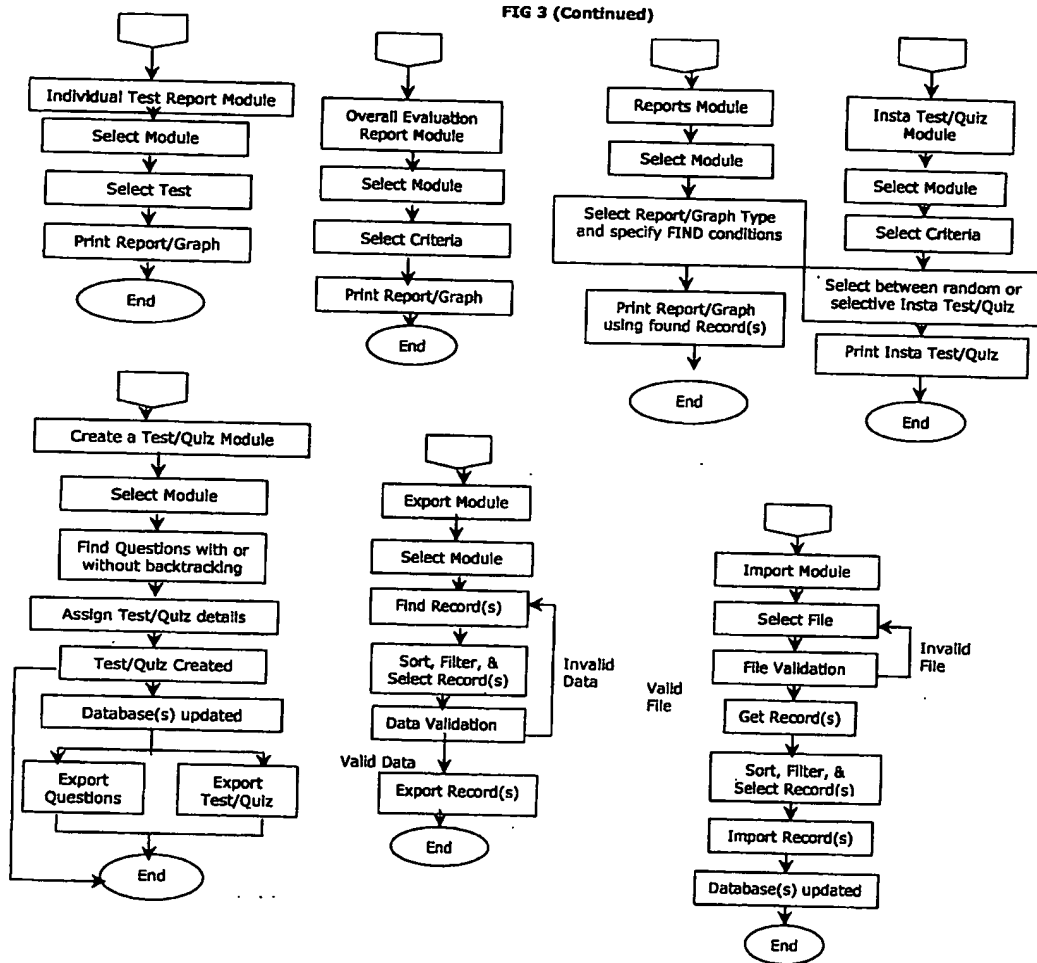 FIG 3 (Continued)
Individual Test Report Module
Select Module
Select Test
Print Report/Graph
End
Overall Evaluation
Report Module
Select Module
Select Criteria
Print Report/Graph
End
Reports Module
Select Module
Select Report/Graph Type
and specify FIND conditions
Print Report/Graph
using found Record(s)
End
Insta Test/Quiz
Module
Select Module
Select Criteria
Select between random or
selective Insta Test/Quiz
Print Insta Test/Quiz
End
Create a Test/Quiz Module
Select Module
Find Questions with or
without backtracking
Assign Test/Quiz details
Test/Quiz Created
Database(s) updated
Export
Questions
Export
Test/Quiz
End
Export Module
Select Module
Find Record(s)
Sort, Filter, &
Select Record(s)
Invalid
Data
Data Validation
Valid Data
Export Record(s)
End
Import Module
Select File
File Validation
Invalid
File
Valid
File
Get Record(s)
Sort, Filter, &
Select Record(s)
Import Record(s)
Database(s) updated
End